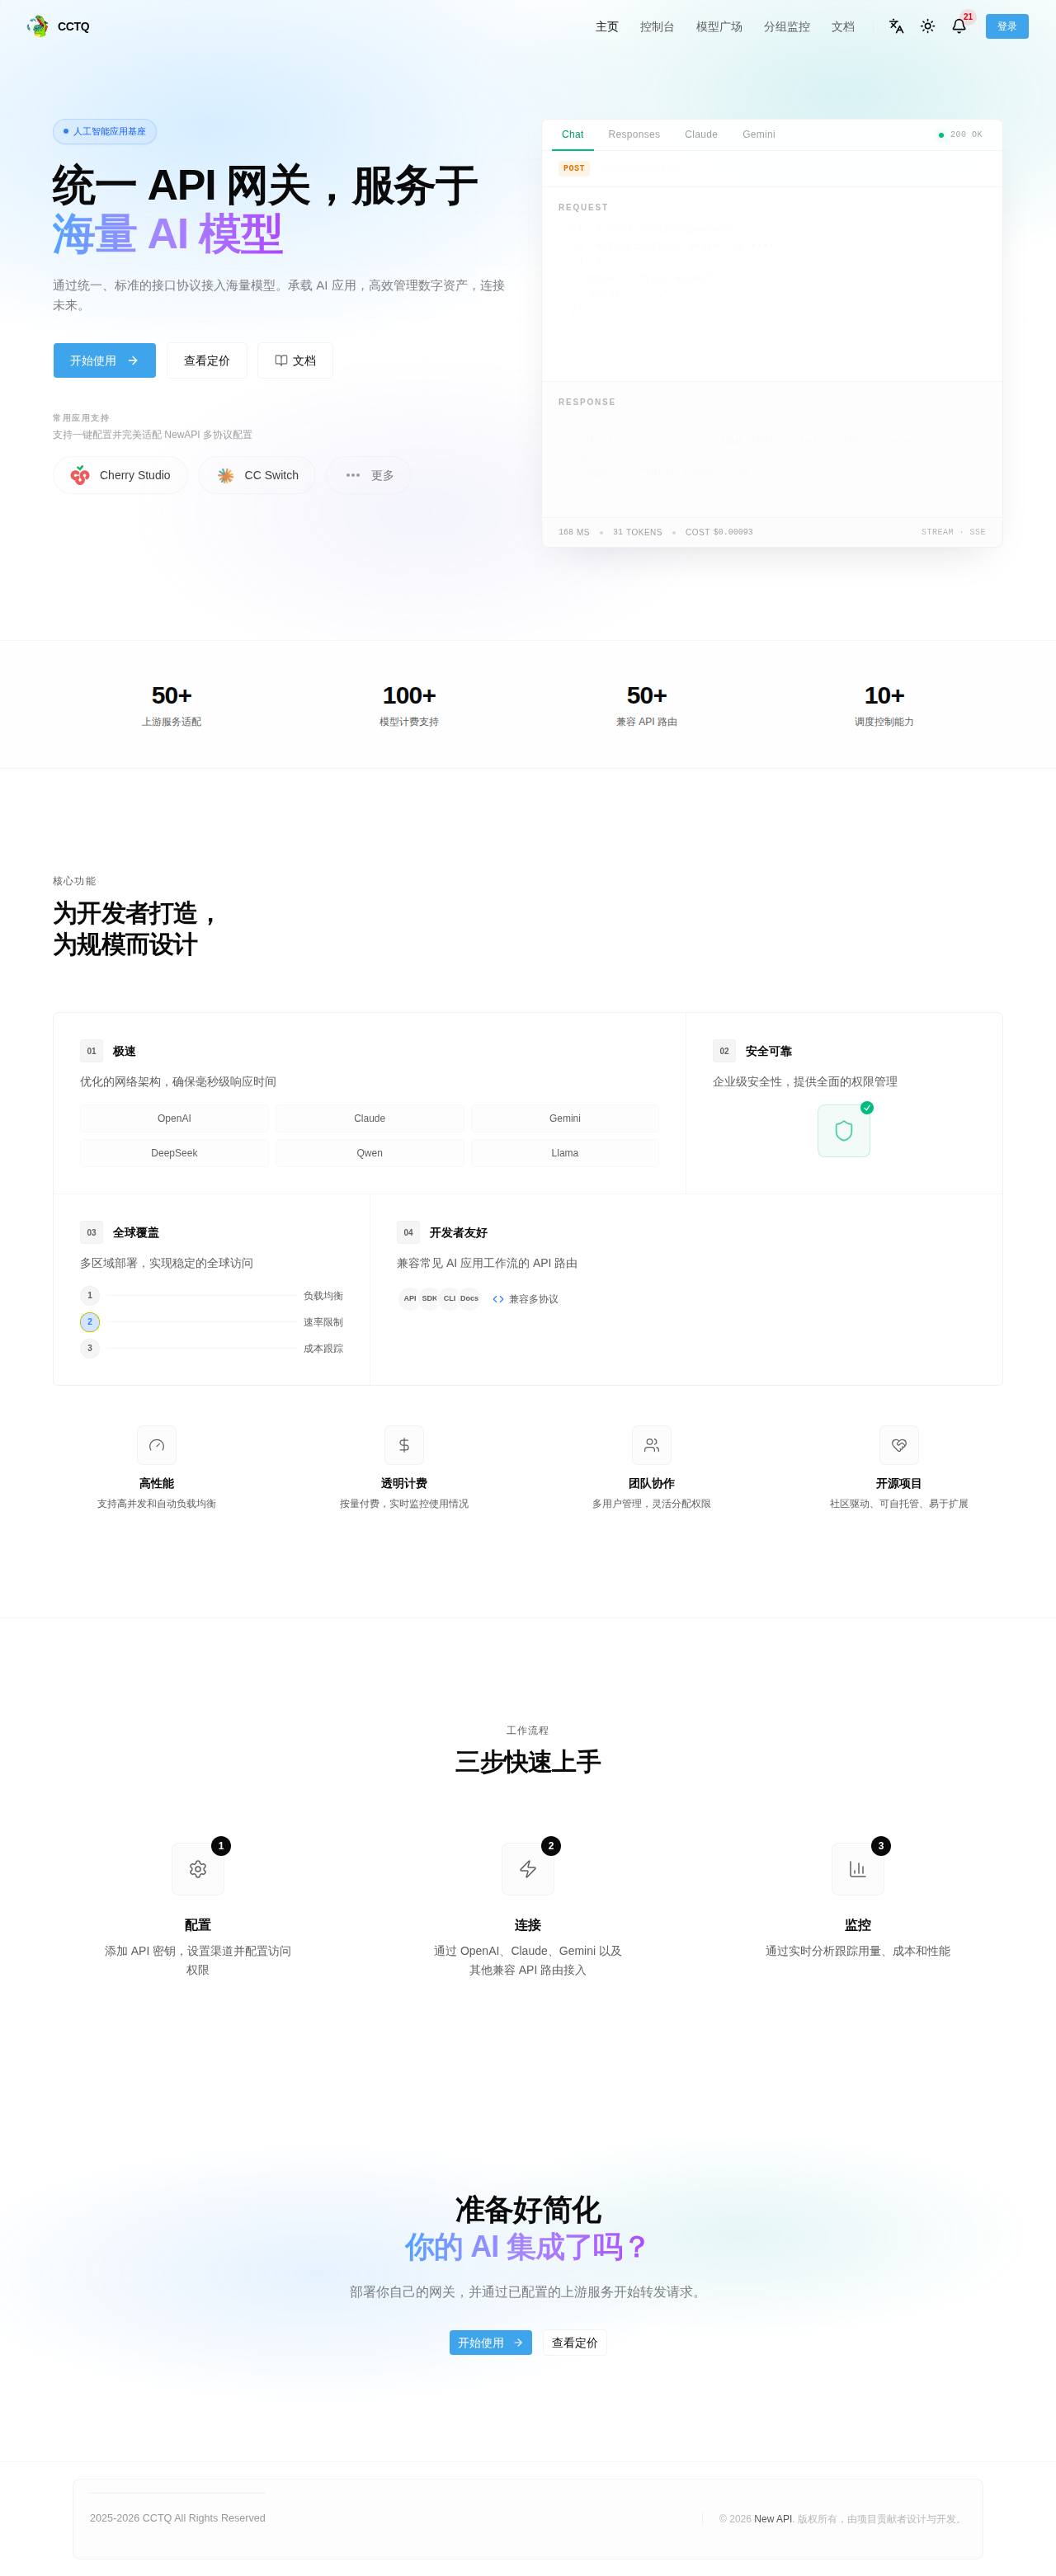 CCTQ
主页 控制台 模型广场 分组监控 文档 21 登录
人工智能应用基座
统一 API 网关，服务于
海量 AI 模型
通过统一、标准的接口协议接入海量模型。承载 AI 应用，高效管理数字资产，连接
未来。
开始使用 查看定价 文档
常用应用支持
支持一键配置并完美适配 NewAPI 多协议配置
Cherry Studio CC Switch 更多
Chat Responses Claude Gemini 200 OK
POST
REQUEST
RESPONSE
168 MS 31 TOKENS COST $0.00093 STREAM · SSE
50+ 100+ 50+ 10+
上游服务适配 模型计费支持 兼容 API 路由 调度控制能力
核心功能
为开发者打造，
为规模而设计
01 极速
优化的网络架构，确保毫秒级响应时间
OpenAI Claude Gemini
DeepSeek Qwen Llama
02 安全可靠
企业级安全性，提供全面的权限管理
03 全球覆盖
多区域部署，实现稳定的全球访问
1 负载均衡
2 速率限制
3 成本跟踪
04 开发者友好
兼容常见 AI 应用工作流的 API 路由
API SDK CLI Docs 兼容多协议
高性能 透明计费 团队协作 开源项目
支持高并发和自动负载均衡 按量付费，实时监控使用情况 多用户管理，灵活分配权限 社区驱动、可自托管、易于扩展
工作流程
三步快速上手
1
配置
添加 API 密钥，设置渠道并配置访问
权限
2
连接
通过 OpenAI、Claude、Gemini 以及
其他兼容 API 路由接入
3
监控
通过实时分析跟踪用量、成本和性能
准备好简化
你的 AI 集成了吗？
部署你自己的网关，并通过已配置的上游服务开始转发请求。
开始使用 查看定价
2025-2026 CCTQ All Rights Reserved
© 2026 New API. 版权所有，由项目贡献者设计与开发。